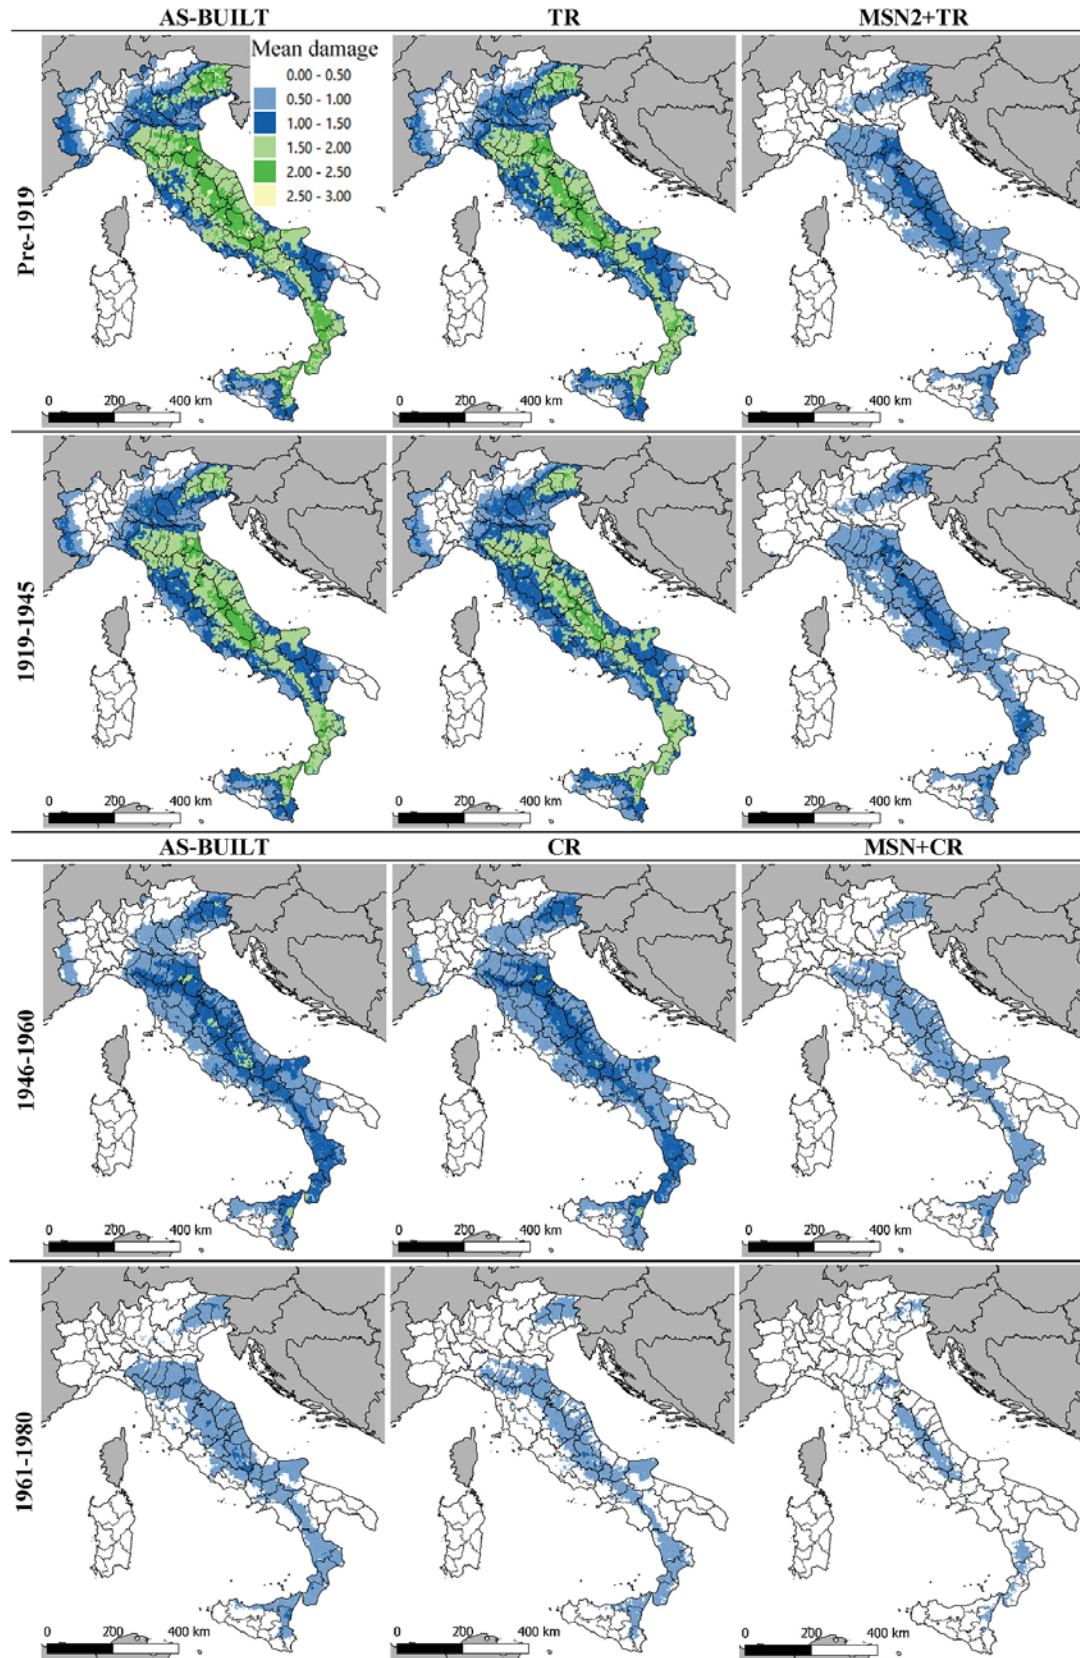 AS-BUILT TR MSN2+TR
Mean damage
0.00 - 0.50
0.50 - 1.00
1.00 - 1.50
1.50 - 2.00
2.00 - 2.50
2.50 - 3.00
Pre-1919
0 200 400 km
0 200 400 km
0 200 400 km
1919-1945
0 200 400 km
0 200 400 km
0 200 400 km
AS-BUILT CR MSN+CR
1946-1960
0 200 400 km
0 200 400 km
0 200 400 km
1961-1980
0 200 400 km
0 200 400 km
0 200 400 km